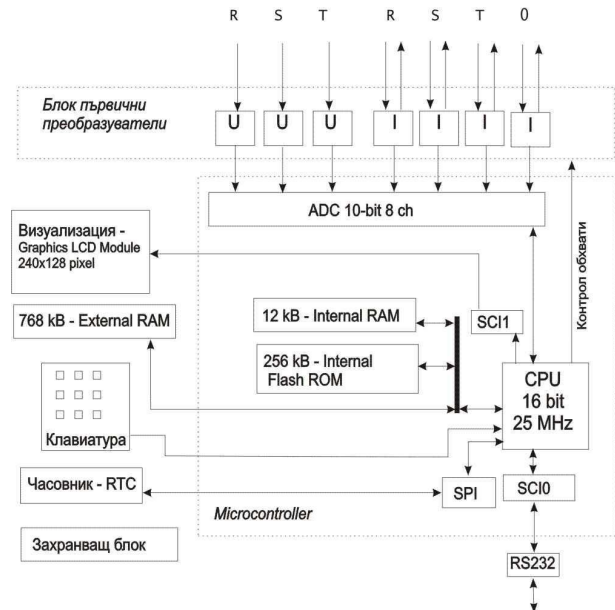 R S T R S T 0
Блок първични
преобразуватели
U U U I I I I
ADC 10-bit 8 ch
Визуализация -
Graphics LCD Module
240x128 pixel
Контрол обхвати
768 kB - External RAM
12 kB - Internal RAM
SCI1
256 kB - Internal
Flash ROM
CPU
16 bit
25 MHz
Клавиатура
Часовник - RTC
SPI
SCI0
Microcontroller
Захранващ блок
RS232